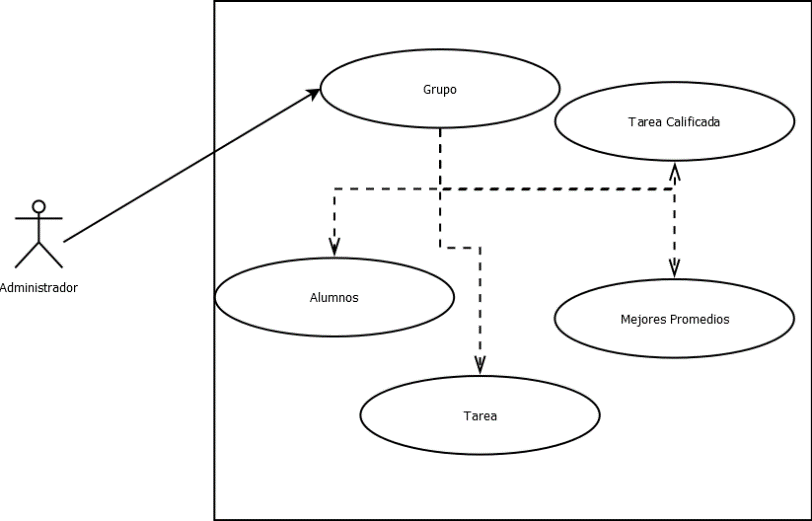 Grupo
Tarea Calificada
Administrador
Alumnos
Mejores Promedios
Tarea